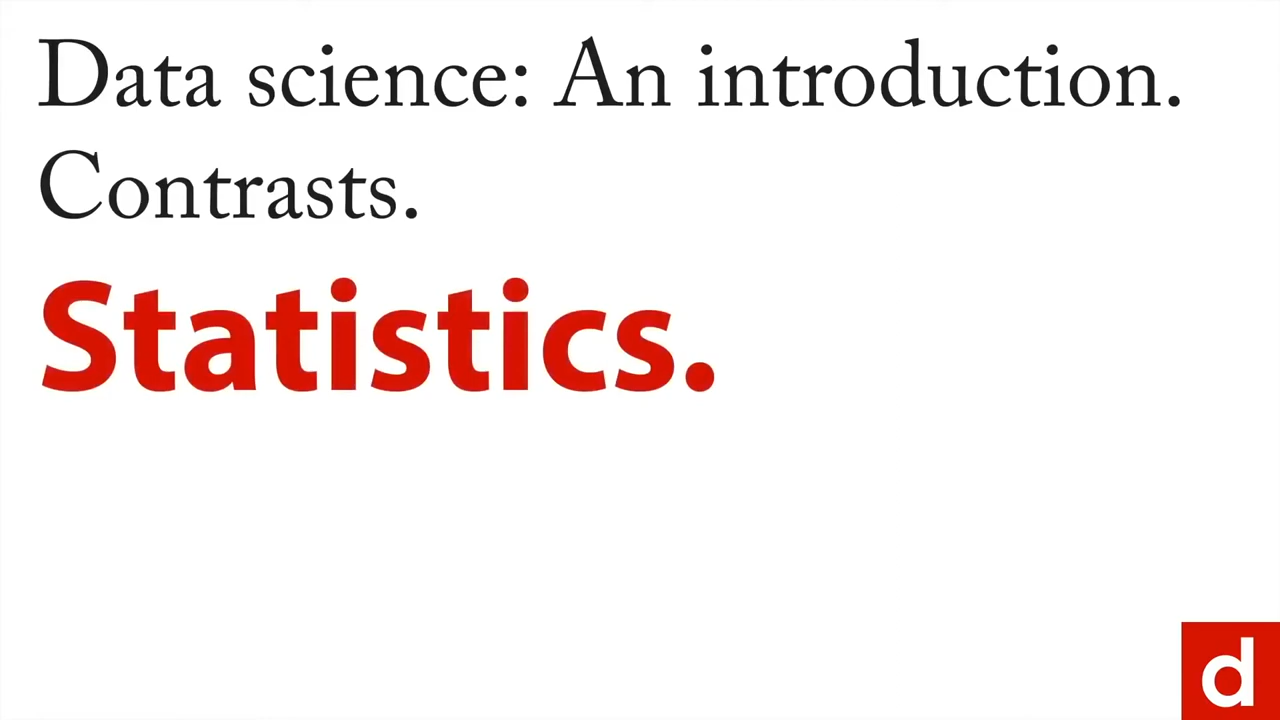 Data science: An introduction.
Contrasts.
Statistics.
d